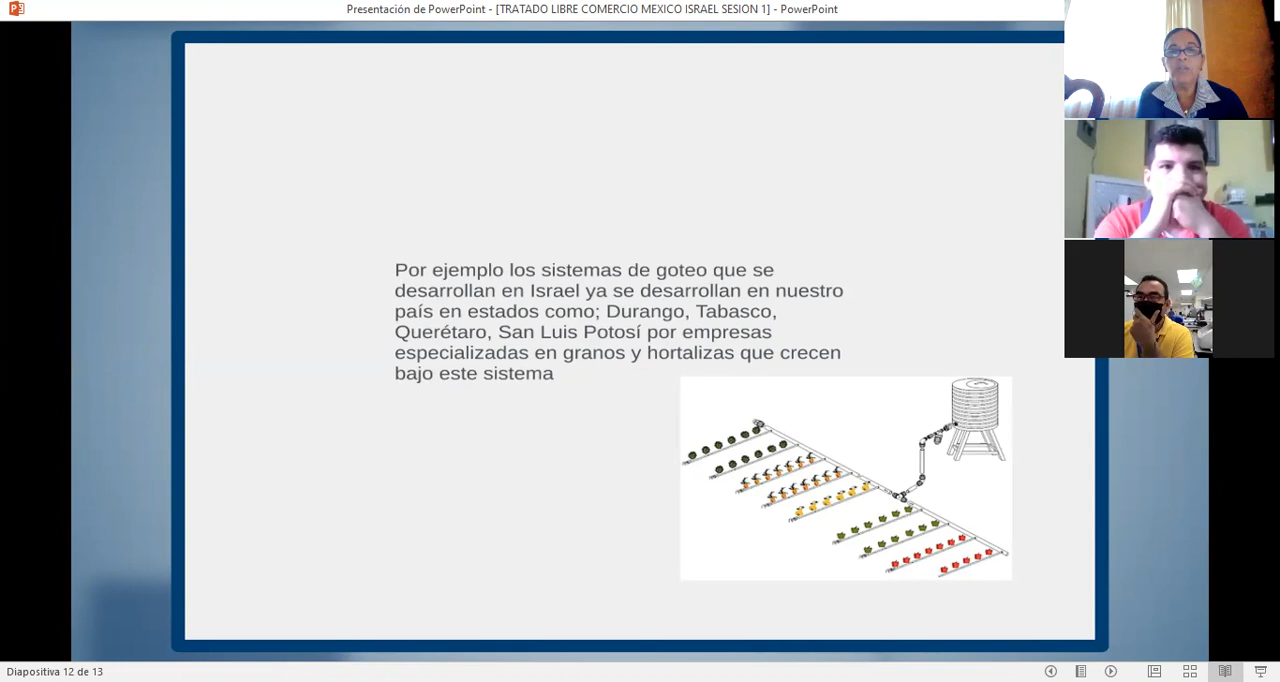 Presentación de PowerPoint - [TRATADO LIBRE COMERCIO MEXICO ISRAEL SESION 1] - PowerPoint
Por ejemplo los sistemas de goteo que se
desarrollan en Israel ya se desarrollan en nuestro
país en estados como; Durango, Tabasco,
Querétaro, San Luis Potosí por empresas
especializadas en granos y hortalizas que crecen
bajo este sistema
Diapositiva 12 de 13